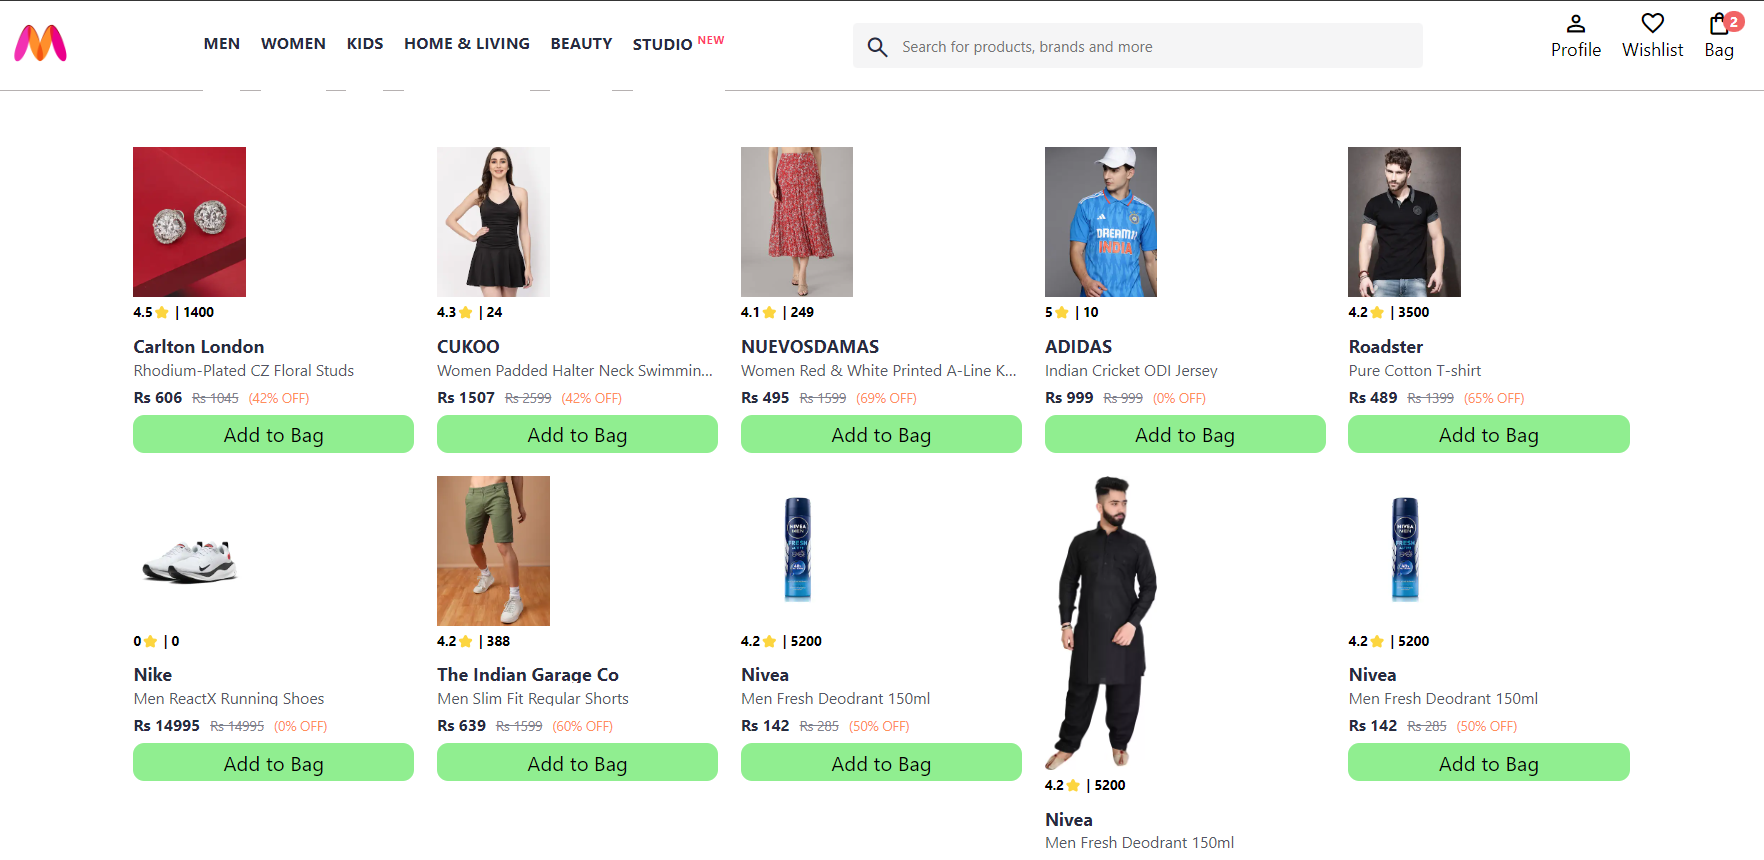 MEN WOMEN KIDS HOME & LIVING BEAUTY STUDIO NEW
Search for products, brands and more
Profile Wishlist Bag 2
DREAM11
INDIA
4.5 | 1400
Carlton London
Rhodium-Plated CZ Floral Studs
Rs 606 Rs 1045 (42% OFF)
Add to Bag
4.3 | 24
CUKOO
Women Padded Halter Neck Swimmin...
Rs 1507 Rs 2599 (42% OFF)
Add to Bag
4.1 | 249
NUEVOSDAMAS
Women Red & White Printed A-Line K...
Rs 495 Rs 1599 (69% OFF)
Add to Bag
5 | 10
ADIDAS
Indian Cricket ODI Jersey
Rs 999 Rs 999 (0% OFF)
Add to Bag
4.2 | 3500
Roadster
Pure Cotton T-shirt
Rs 489 Rs 1399 (65% OFF)
Add to Bag
0 | 0
Nike
Men ReactX Running Shoes
Rs 14995 Rs 14995 (0% OFF)
Add to Bag
4.2 | 388
The Indian Garage Co
Men Slim Fit Regular Shorts
Rs 639 Rs 1599 (60% OFF)
Add to Bag
NIVEA
FRESH
4.2 | 5200
Nivea
Men Fresh Deodrant 150ml
Rs 142 Rs 285 (50% OFF)
Add to Bag
4.2 | 5200
Nivea
Men Fresh Deodrant 150ml
NIVEA
FRESH
4.2 | 5200
Nivea
Men Fresh Deodrant 150ml
Rs 142 Rs 285 (50% OFF)
Add to Bag